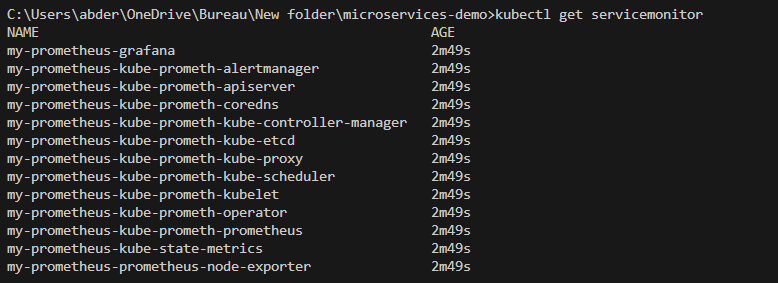 C:\Users\abder\OneDrive\Bureau\New folder\microservices-demo>kubectl get servicemonitor
NAME AGE
my-prometheus-grafana 2m49s
my-prometheus-kube-prometh-alertmanager 2m49s
my-prometheus-kube-prometh-apiserver 2m49s
my-prometheus-kube-prometh-coredns 2m49s
my-prometheus-kube-prometh-kube-controller-manager 2m49s
my-prometheus-kube-prometh-kube-etcd 2m49s
my-prometheus-kube-prometh-kube-proxy 2m49s
my-prometheus-kube-prometh-kube-scheduler 2m49s
my-prometheus-kube-prometh-kubelet 2m49s
my-prometheus-kube-prometh-operator 2m49s
my-prometheus-kube-prometh-prometheus 2m49s
my-prometheus-kube-state-metrics 2m49s
my-prometheus-prometheus-node-exporter 2m49s